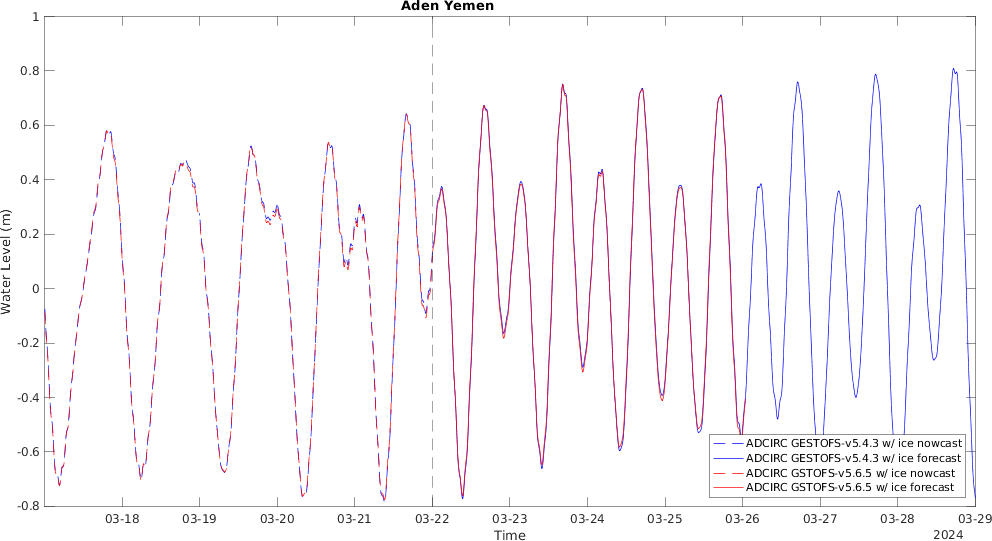 Aden Yemen
1
0.8
0.6
0.4
0.2
0
-0.2
-0.4
-0.6
-0.8
Water Level (m)
03-18 03-19 03-20 03-21 03-22 03-23 03-24 03-25 03-26 03-27 03-28 03-29
Time
2024
ADCIRC GESTOFS-v5.4.3 w/ ice nowcast
ADCIRC GESTOFS-v5.4.3 w/ ice forecast
ADCIRC GSTOFS-v5.6.5 w/ ice nowcast
ADCIRC GSTOFS-v5.6.5 w/ ice forecast